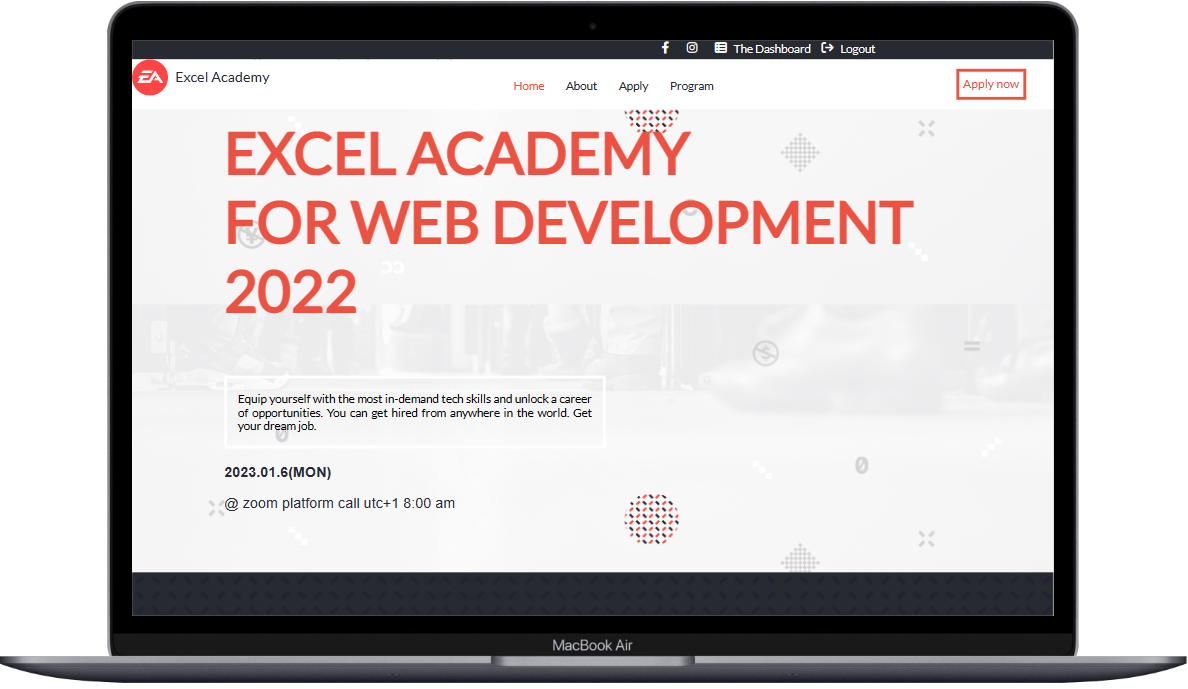 The Dashboard Logout
EA Excel Academy
Home About Apply Program
Apply now
EXCEL ACADEMY
FOR WEB DEVELOPMENT
2022
Equip yourself with the most in-demand tech skills and unlock a career
of opportunities. You can get hired from anywhere in the world. Get
your dream job.
2023.01.6(MON)
@ zoom platform call utc+1 8:00 am
MacBook Air